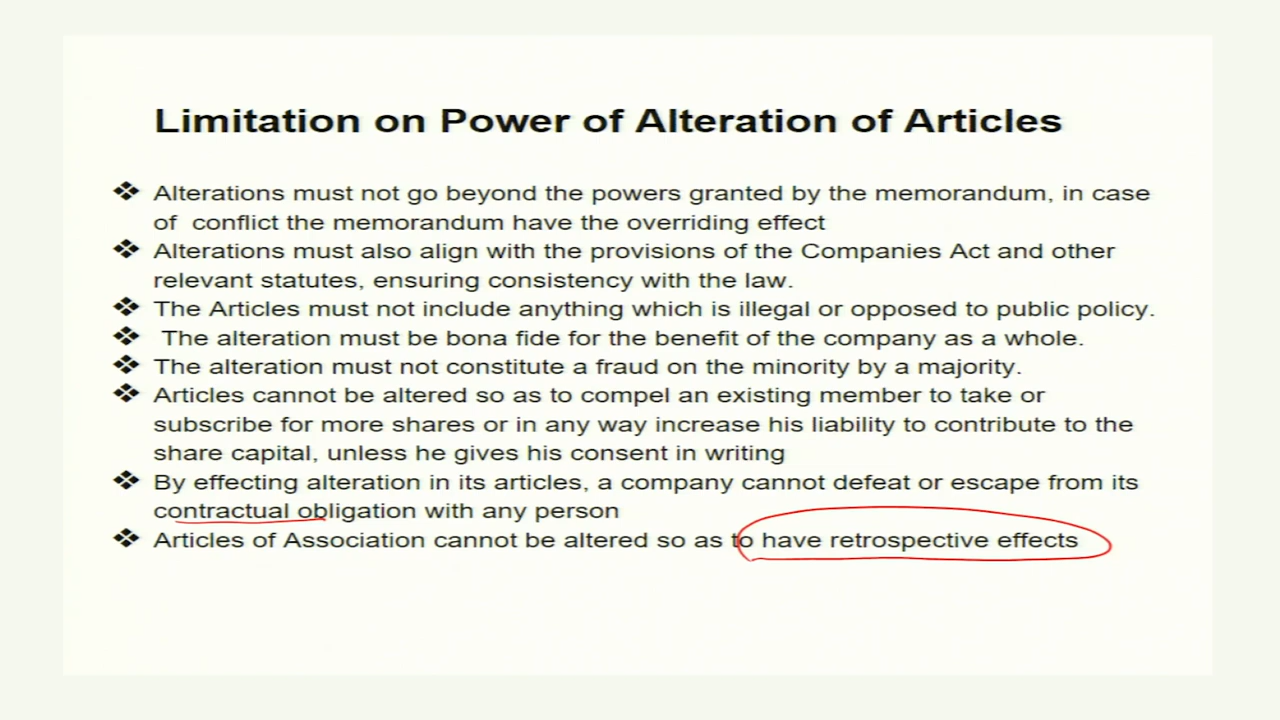 Limitation on Power of Alteration of Articles
❖ Alterations must not go beyond the powers granted by the memorandum, in case
of conflict the memorandum have the overriding effect
❖ Alterations must also align with the provisions of the Companies Act and other
relevant statutes, ensuring consistency with the law.
❖ The Articles must not include anything which is illegal or opposed to public policy.
❖ The alteration must be bona fide for the benefit of the company as a whole.
❖ The alteration must not constitute a fraud on the minority by a majority.
❖ Articles cannot be altered so as to compel an existing member to take or
subscribe for more shares or in any way increase his liability to contribute to the
share capital, unless he gives his consent in writing
❖ By effecting alteration in its articles, a company cannot defeat or escape from its
contractual obligation with any person
❖ Articles of Association cannot be altered so as to have retrospective effects